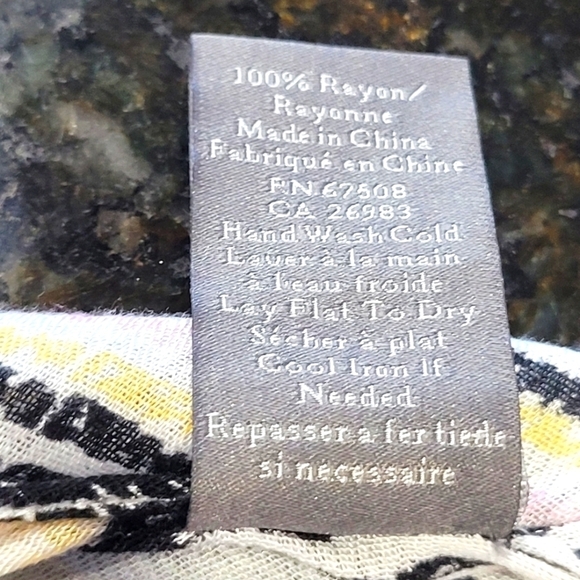 100% Rayon/
Rayonne
Made in China
Fabriqué en Chine
RN 67508
CA 26983
Hand Wash Cold
Laver à la main
à l'eau froide
Lay Flat To Dry
Sécher à plat
Cool Iron If
Needed
Repasser a fer tiede
si necessaire